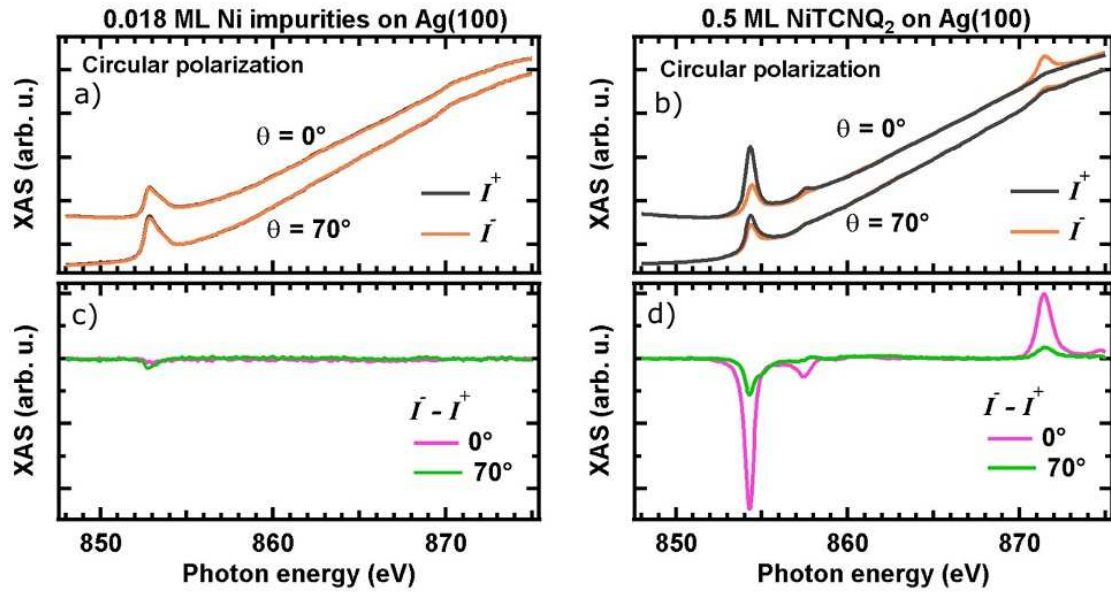 0.018 ML Ni impurities on Ag(100)
0.5 ML NiTCNQ₂ on Ag(100)
XAS (arb. u.)
Circular polarization
a)
θ = 0°
θ = 70°
I⁺
I⁻
XAS (arb. u.)
Circular polarization
b)
θ = 0°
θ = 70°
I⁺
I⁻
XAS (arb. u.)
c)
I⁻ - I⁺
0°
70°
850 860 870
Photon energy (eV)
XAS (arb. u.)
d)
I⁻ - I⁺
0°
70°
850 860 870
Photon energy (eV)